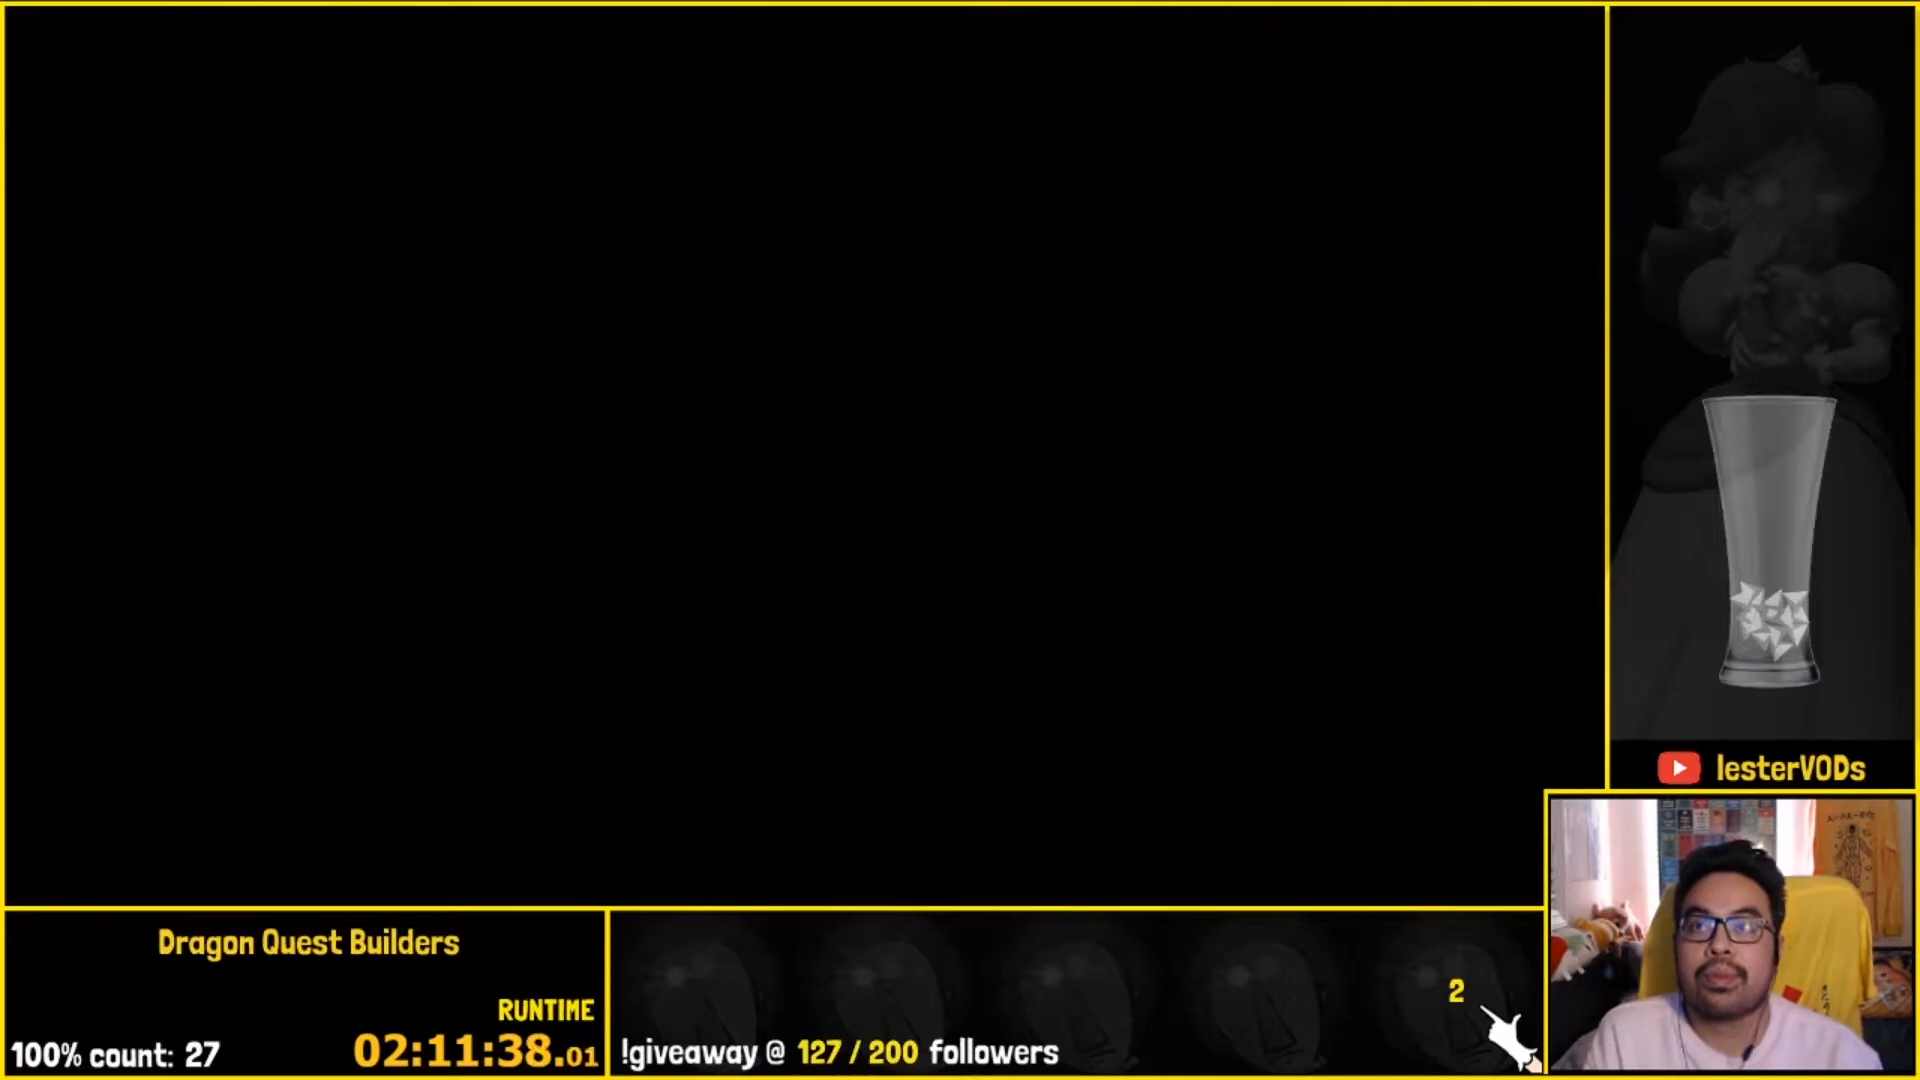 lesterVODs
Dragon Quest Builders
RUNTIME
100% count: 27
02:11:38.01
2
!giveaway @ 127 / 200 followers